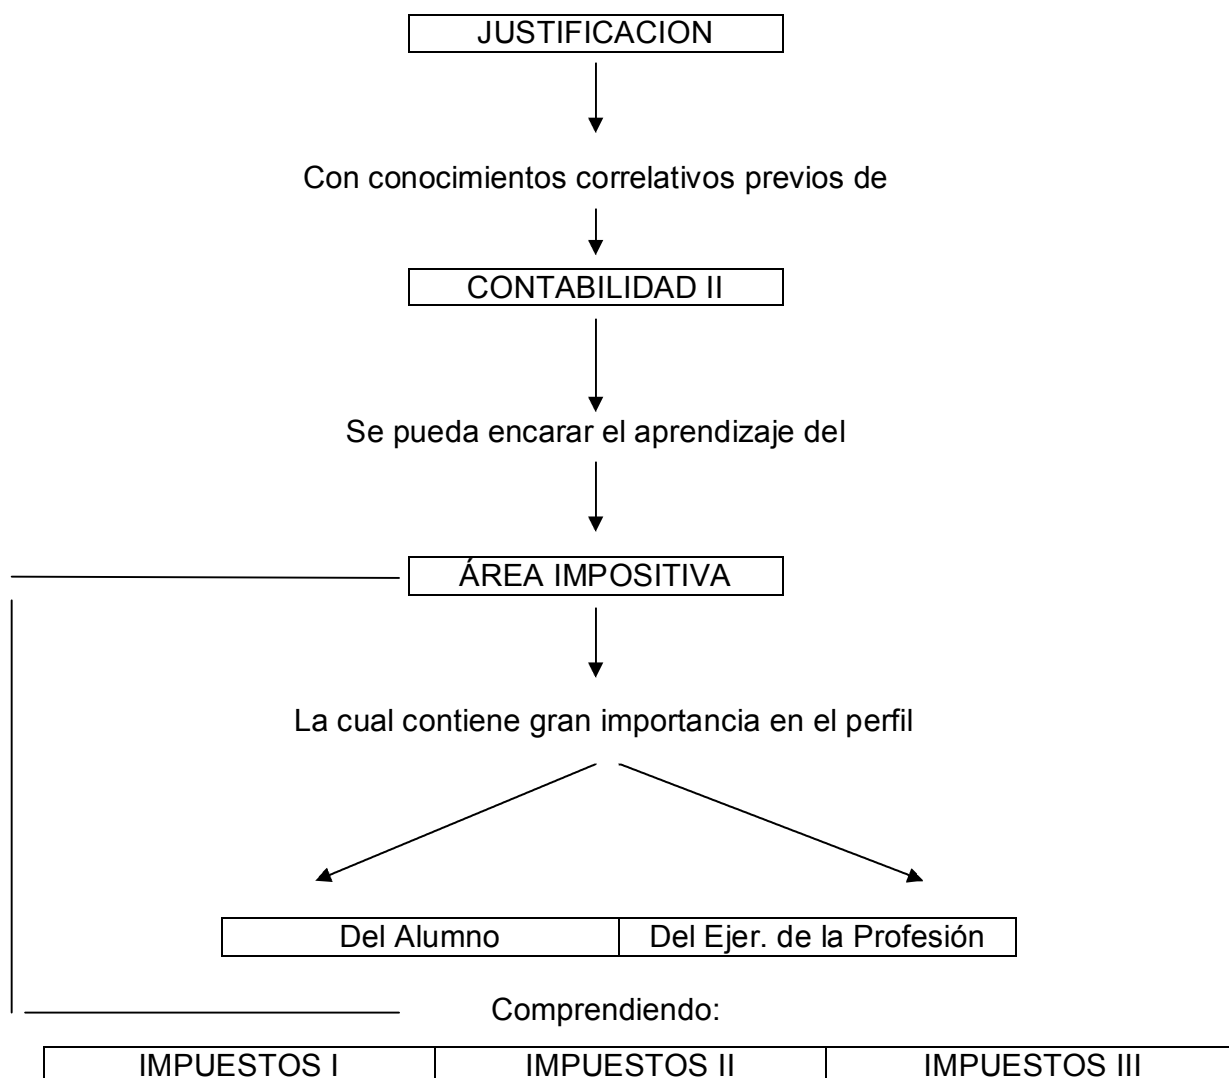 JUSTIFICACION
Con conocimientos correlativos previos de
CONTABILIDAD II
Se pueda encarar el aprendizaje del
ÁREA IMPOSITIVA
La cual contiene gran importancia en el perfil
Del Alumno Del Ejer. de la Profesión
Comprendiendo:
IMPUESTOS I IMPUESTOS II IMPUESTOS III